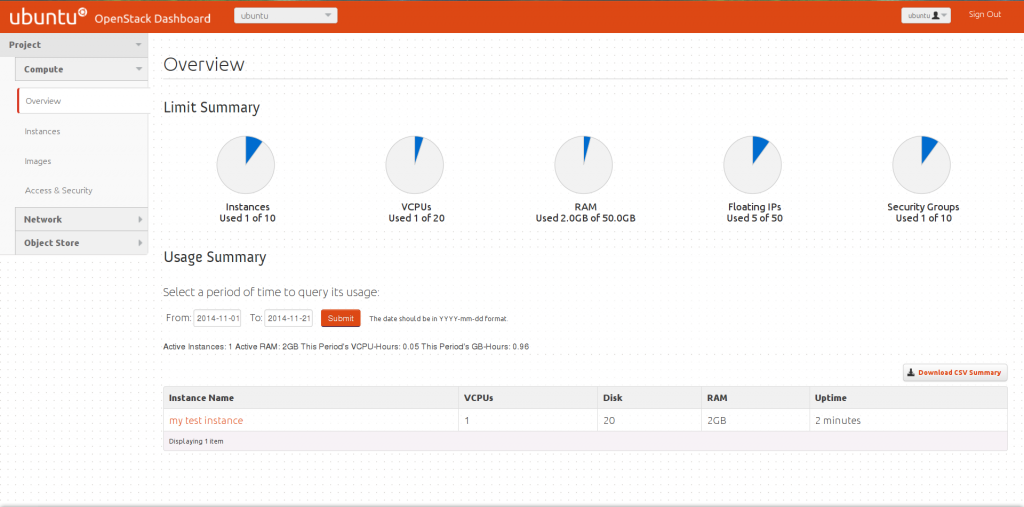 ubuntu OpenStack Dashboard ubuntu ubuntu Sign Out
Project
Compute
Overview
Instances
Images
Access & Security
Network
Object Store
Overview
Limit Summary
Instances
Used 1 of 10
VCPUs
Used 1 of 20
RAM
Used 2.0GB of 50.0GB
Floating IPs
Used 5 of 50
Security Groups
Used 1 of 10
Usage Summary
Select a period of time to query its usage:
From: 2014-11-01 To: 2014-11-21 Submit The date should be in YYYY-mm-dd format.
Active Instances: 1 Active RAM: 2GB This Period's VCPU-Hours: 0.05 This Period's GB-Hours: 0.96
Download CSV Summary
Instance Name VCPUs Disk RAM Uptime
my test instance 1 20 2GB 2 minutes
Displaying 1 item